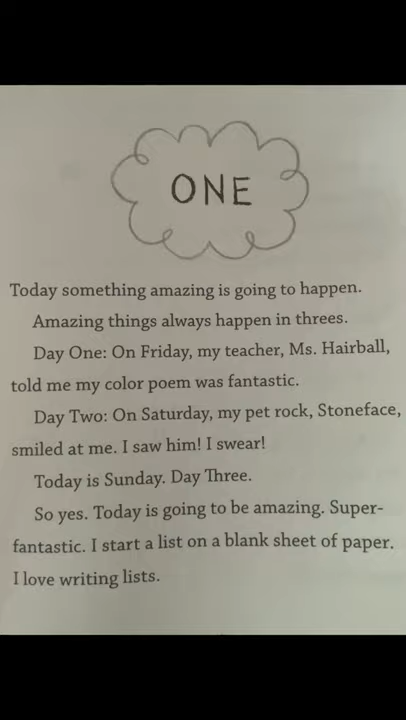 ONE
Today something amazing is going to happen.
Amazing things always happen in threes.
Day One: On Friday, my teacher, Ms. Hairball,
told me my color poem was fantastic.
Day Two: On Saturday, my pet rock, Stoneface,
smiled at me. I saw him! I swear!
Today is Sunday. Day Three.
So yes. Today is going to be amazing. Super-
fantastic. I start a list on a blank sheet of paper.
I love writing lists.